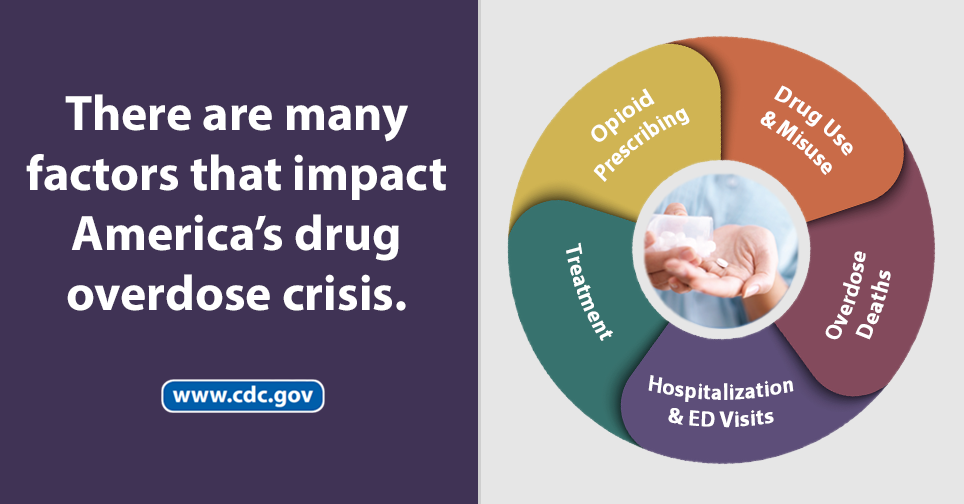 There are many
factors that impact
America's drug
overdose crisis.
www.cdc.gov
Opioid
Prescribing
Drug Use
& Misuse
Overdose
Deaths
Hospitalization
& ED Visits
Treatment